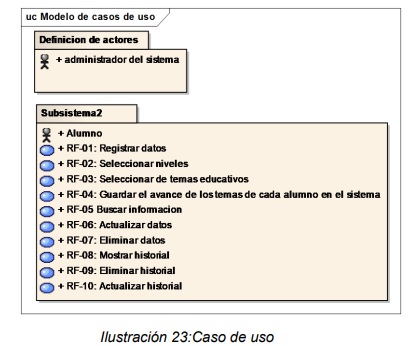 uc Modelo de casos de uso
Definicion de actores
+ administrador del sistema
Subsistema2
+ Alumno
+ RF-01: Registrar datos
+ RF-02: Seleccionar niveles
+ RF-03: Seleccionar de temas educativos
+ RF-04: Guardar el avance de los temas de cada alumno en el sistema
+ RF-05 Buscar informacion
+ RF-06: Actualizar datos
+ RF-07: Eliminar datos
+ RF-08: Mostrar historial
+ RF-09: Eliminar historial
+ RF-10: Actualizar historial
Ilustración 23:Caso de uso